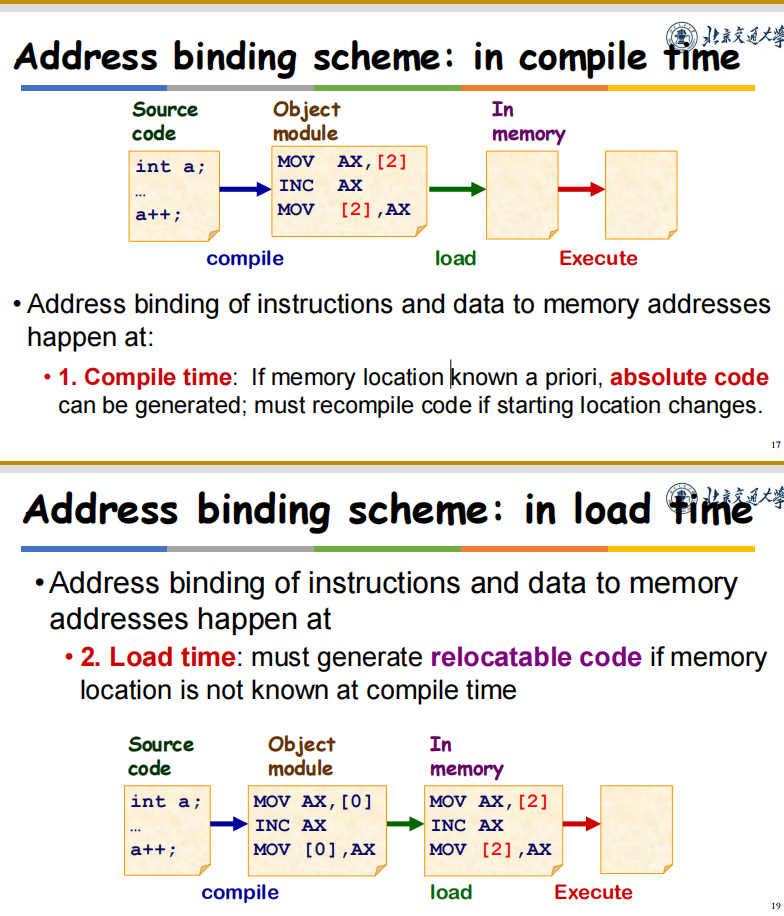 Address binding scheme: in compile time
北京交通大學
Source code
Object module
In memory
int a;
…
a++;
MOV AX,[2]
INC AX
MOV [2],AX
compile
load
Execute
• Address binding of instructions and data to memory addresses
happen at:
• 1. Compile time: If memory location known a priori, absolute code
can be generated; must recompile code if starting location changes.
17
Address binding scheme: in load time
北京交通大學
• Address binding of instructions and data to memory
addresses happen at
• 2. Load time: must generate relocatable code if memory
location is not known at compile time
Source code
Object module
In memory
int a;
…
a++;
MOV AX,[0]
INC AX
MOV [0],AX
MOV AX,[2]
INC AX
MOV [2],AX
compile
load
Execute
19